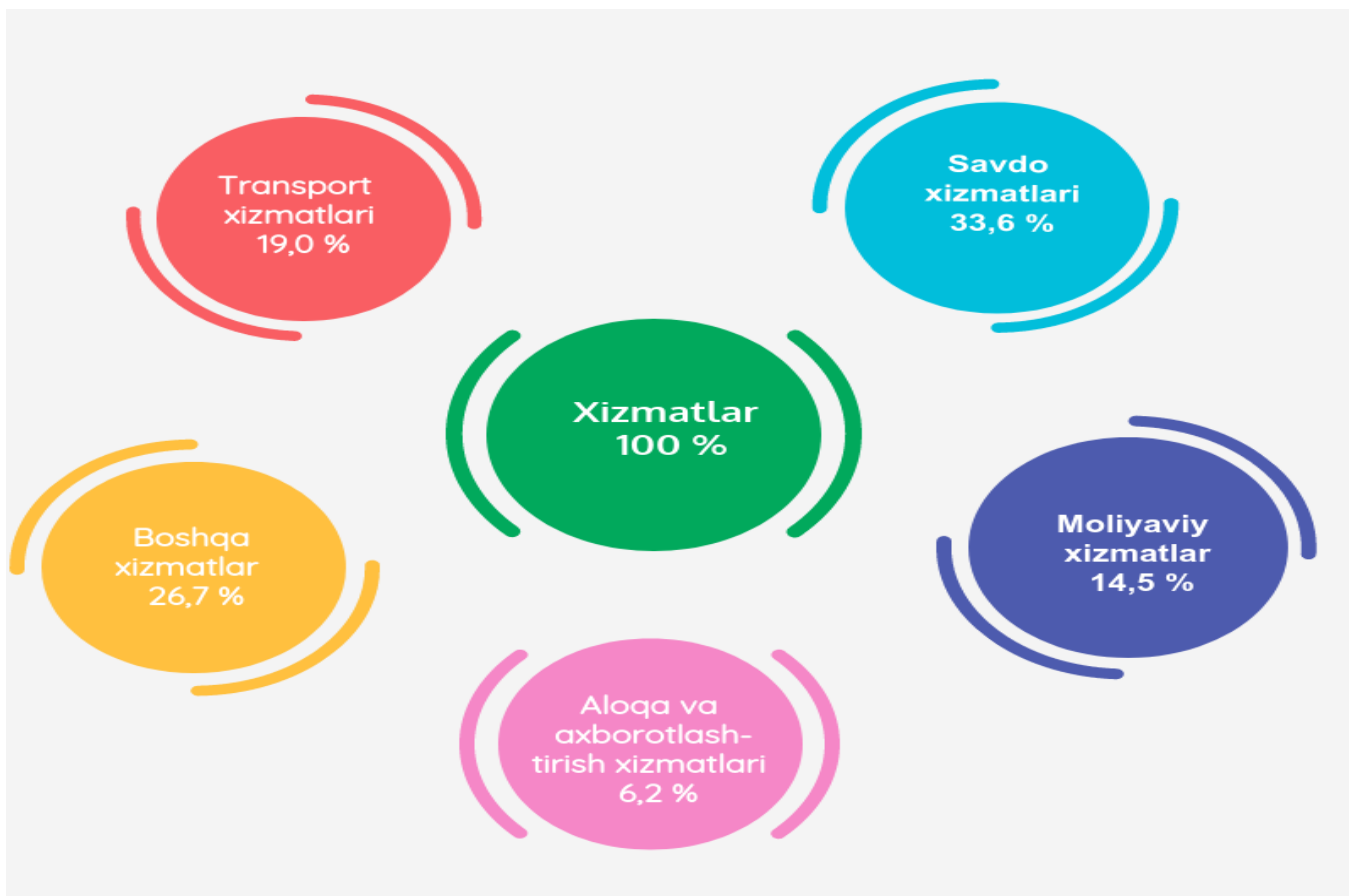 Transport
xizmatlari
19,0 %
Savdo
xizmatlari
33,6 %
Xizmatlar
100 %
Boshqa
xizmatlar
26,7 %
Moliyaviy
xizmatlar
14,5 %
Aloqa va
axborotlash-
tirish xizmatlari
6,2 %